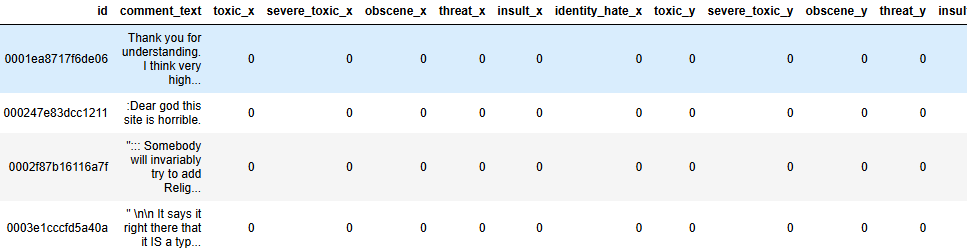 id comment_text toxic_x severe_toxic_x obscene_x threat_x insult_x identity_hate_x toxic_y severe_toxic_y obscene_y threat_y insul
Thank you for
understanding.
0001ea8717f6de06 0 0 0 0 0 0 0 0 0 0
I think very
high...
:Dear god this
000247e83dcc1211 0 0 0 0 0 0 0 0 0 0
site is horrible.
"::: Somebody
will invariably
0002f87b16116a7f 0 0 0 0 0 0 0 0 0 0
try to add
Relig...
" \n\n It says it
0003e1cccfd5a40a right there that 0 0 0 0 0 0 0 0 0 0
it IS a typ...